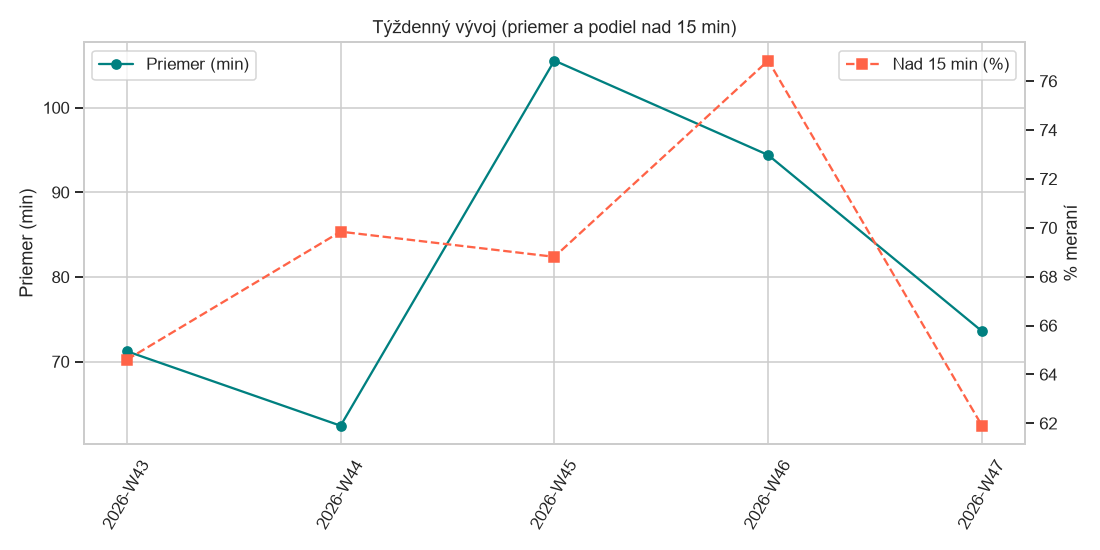 Týždenný vývoj (priemer a podiel nad 15 min)
Priemer (min)
Nad 15 min (%)
Priemer (min)
100
90
80
70
% meraní
76
74
72
70
68
66
64
62
2026-W43
2026-W44
2026-W45
2026-W46
2026-W47